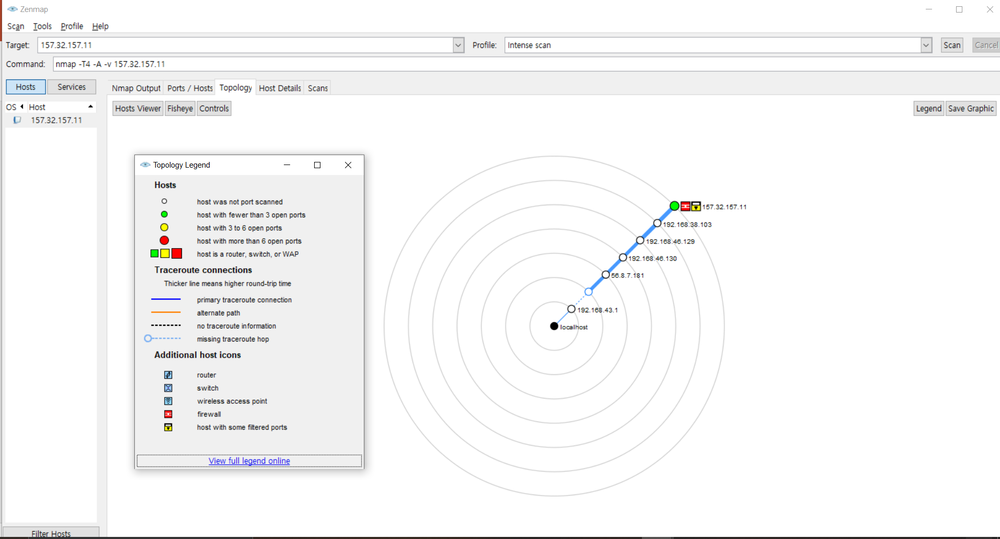 Zenmap
Scan Tools Profile Help
Target: 157.32.157.11 Profile: Intense scan Scan Cancel
Command: nmap -T4 -A -v 157.32.157.11
Hosts Services
Nmap Output Ports / Hosts Topology Host Details Scans
OS Host
157.32.157.11
Hosts Viewer Fisheye Controls Legend Save Graphic
Topology Legend
Hosts
host was not port scanned
host with fewer than 3 open ports
host with 3 to 6 open ports
host with more than 6 open ports
host is a router, switch, or WAP
Traceroute connections
Thicker line means higher round-trip time
primary traceroute connection
alternate path
no traceroute information
missing traceroute hop
Additional host icons
router
switch
wireless access point
firewall
host with some filtered ports
View full legend online
157.32.157.11
192.168.38.103
192.168.46.129
192.168.46.130
56.8.7.181
192.168.43.1
localhost
Filter Hosts